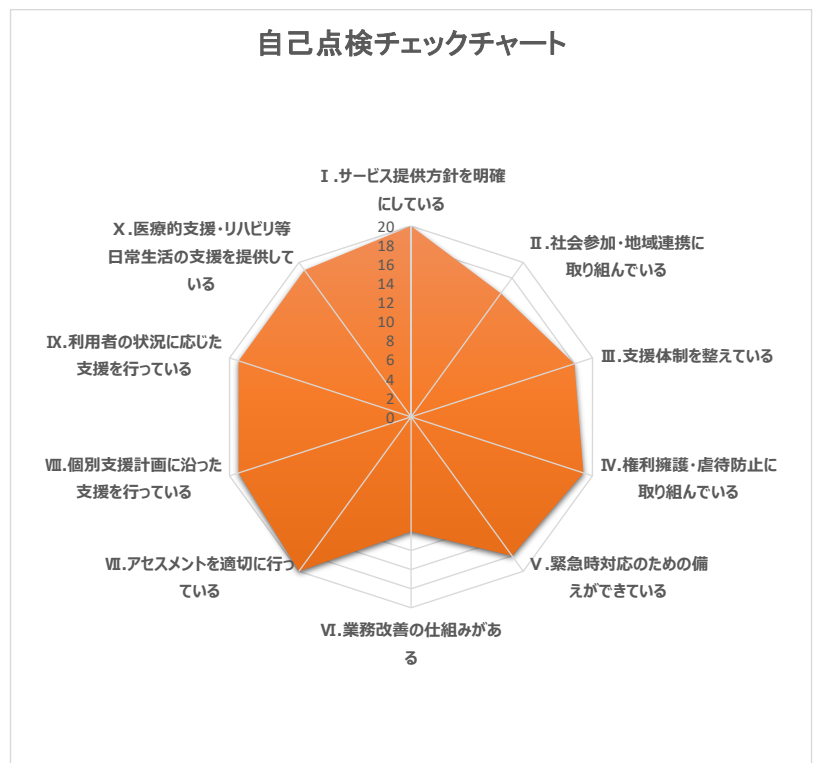 自己点検チェックチャート
Ⅰ.サービス提供方針を明確
にしている
Ⅱ.社会参加・地域連携に
取り組んでいる
Ⅲ.支援体制を整えている
Ⅳ.権利擁護・虐待防止に
取り組んでいる
Ⅴ.緊急時対応のための備
えができている
Ⅵ.業務改善の仕組みがあ
る
Ⅶ.アセスメントを適切に行っ
ている
Ⅷ.個別支援計画に沿った
支援を行っている
Ⅸ.利用者の状況に応じた
支援を行っている
Ⅹ.医療的支援・リハビリ等
日常生活の支援を提供して
いる
20
18
16
14
12
10
8
6
4
2
0